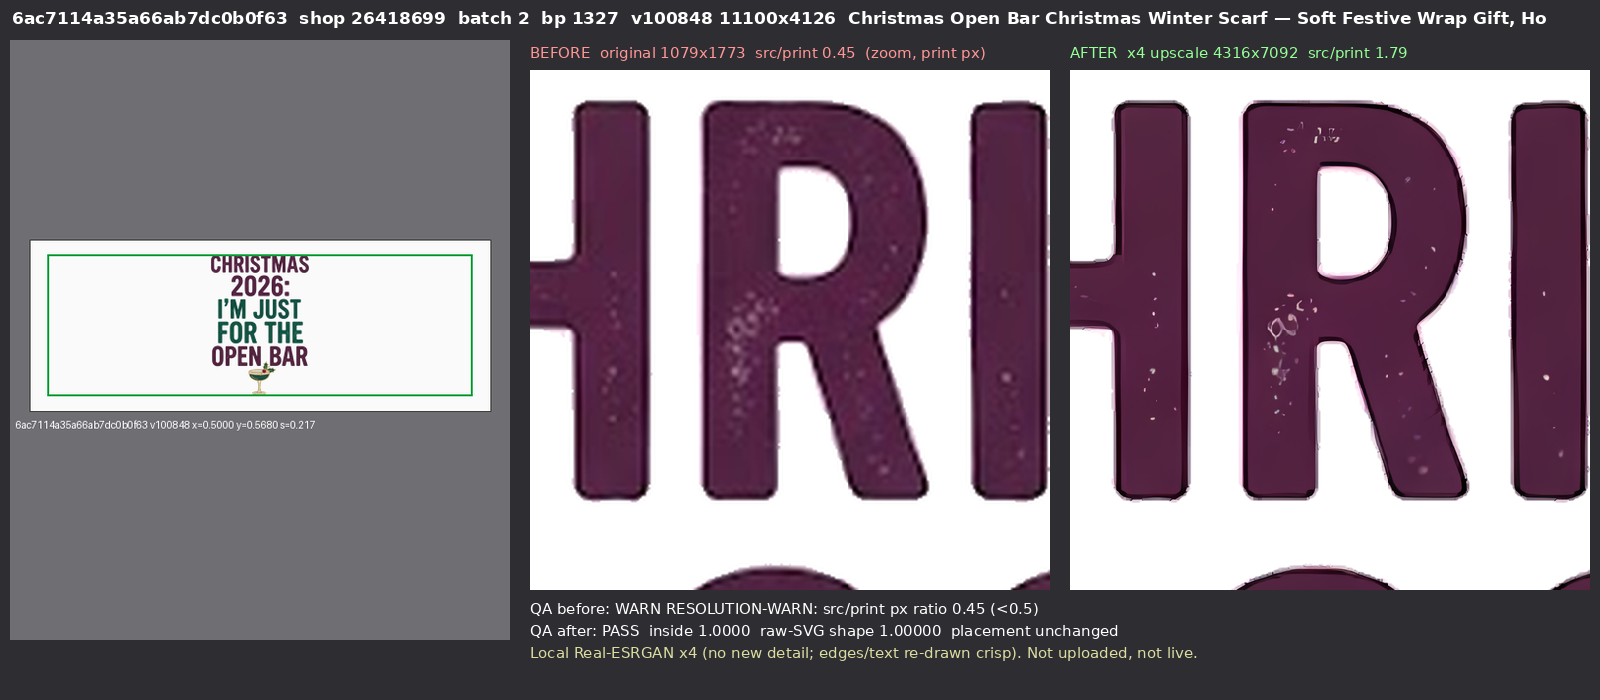 6ac7114a35a66ab7dc0b0f63 shop 26418699 batch 2 bp 1327 v100848 11100x4126 Christmas Open Bar Christmas Winter Scarf — Soft Festive Wrap Gift, Ho
BEFORE original 1079x1773 src/print 0.45 (zoom, print px)
AFTER x4 upscale 4316x7092 src/print 1.79
CHRISTMAS
2026:
I'M JUST
FOR THE
OPEN BAR
6ac7114a35a66ab7dc0b0f63 v100848 x=0.5000 y=0.5680 s=0.217
HRI
HRI
QA before: WARN RESOLUTION-WARN: src/print px ratio 0.45 (<0.5)
QA after: PASS inside 1.0000 raw-SVG shape 1.00000 placement unchanged
Local Real-ESRGAN x4 (no new detail; edges/text re-drawn crisp). Not uploaded, not live.